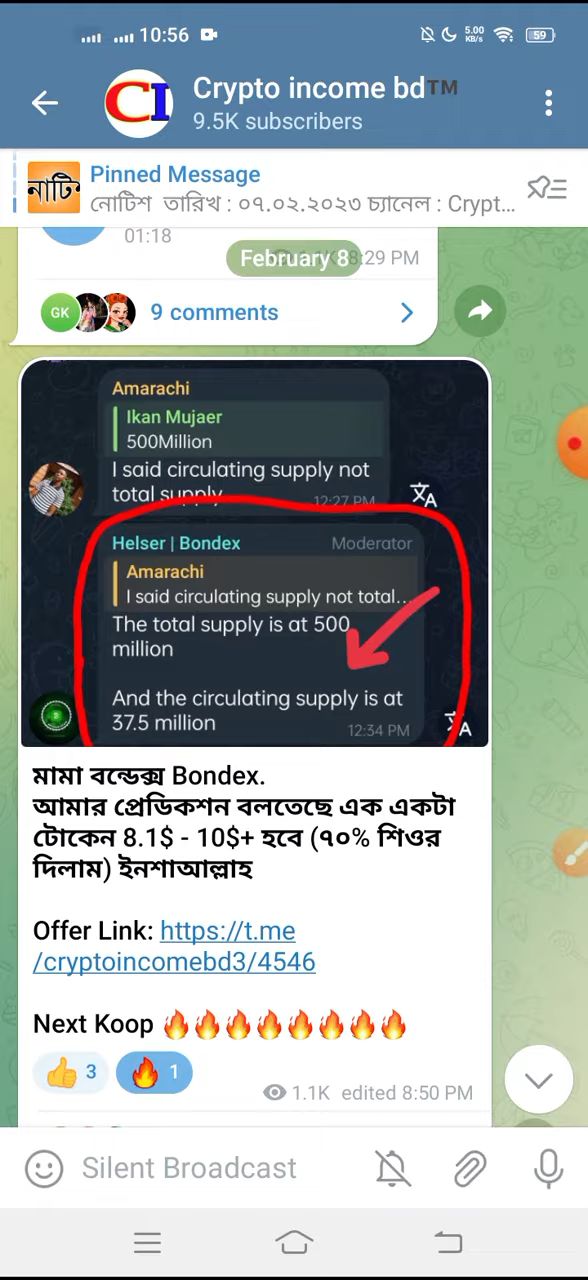 10:56
5.00 KB/S
59
CI
Crypto income bd™
9.5K subscribers
নাটি
Pinned Message
নোটিশ তারিখ : ০৭.০২.২০২৩ চ্যানেল : Crypt...
01:18
8:29 PM
February 8
GK
9 comments
Amarachi
Ikan Mujaer
500Million
I said circulating supply not
total supply
12:27 PM
Helser | Bondex
Moderator
Amarachi
I said circulating supply not total...
The total supply is at 500
million
And the circulating supply is at
37.5 million
12:34 PM
মামা বন্ডেক্স Bondex.
আমার প্রেডিকশন বলতেছে এক একটা
টোকেন 8.1$ - 10$+ হবে (৭০% শিওর
দিলাম) ইনশাআল্লাহ
Offer Link: https://t.me
/cryptoincomebd3/4546
Next Koop 🔥🔥🔥🔥🔥🔥🔥🔥
👍 3
🔥 1
1.1K edited 8:50 PM
Silent Broadcast